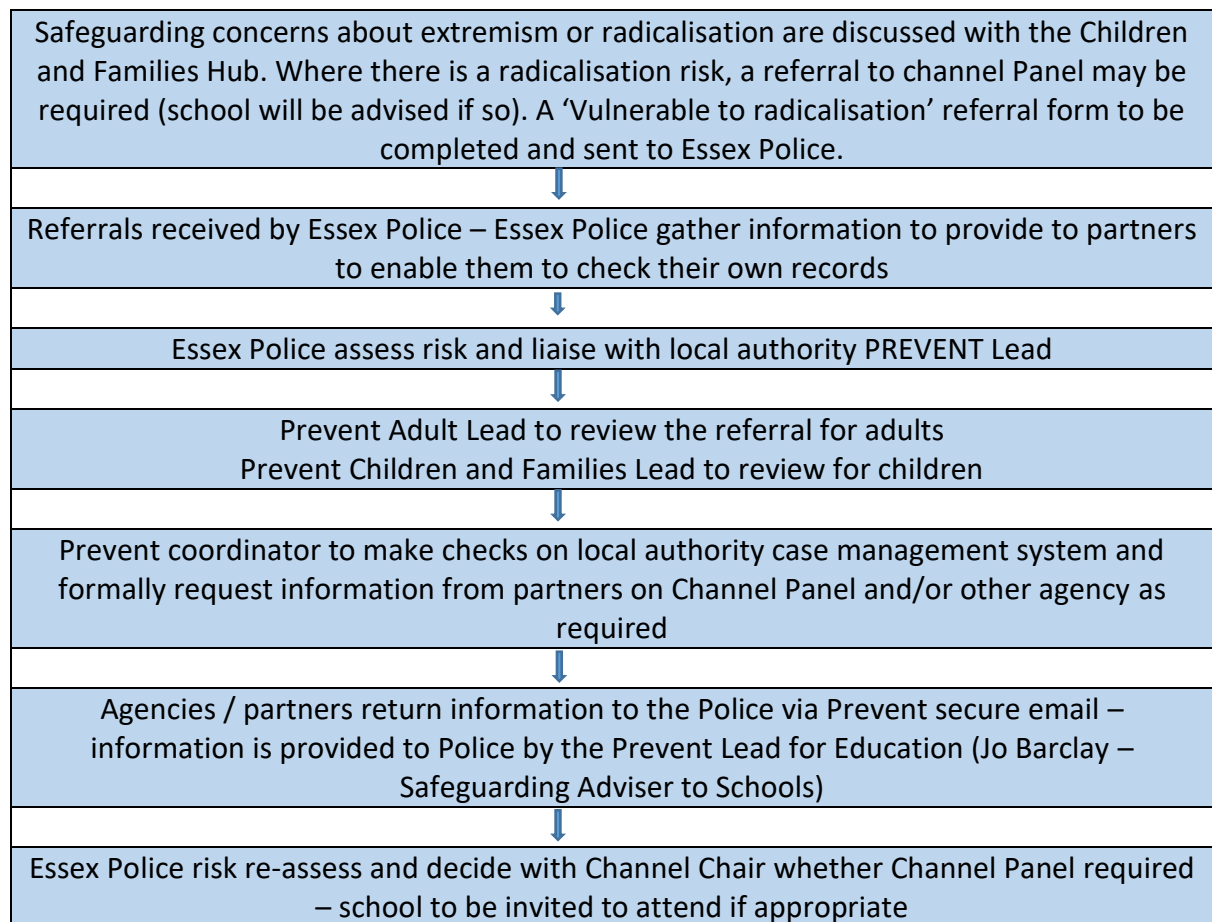 Safeguarding concerns about extremism or radicalisation are discussed with the Children
and Families Hub. Where there is a radicalisation risk, a referral to channel Panel may be
required (school will be advised if so). A ‘Vulnerable to radicalisation’ referral form to be
completed and sent to Essex Police.
Referrals received by Essex Police – Essex Police gather information to provide to partners
to enable them to check their own records
Essex Police assess risk and liaise with local authority PREVENT Lead
Prevent Adult Lead to review the referral for adults
Prevent Children and Families Lead to review for children
Prevent coordinator to make checks on local authority case management system and
formally request information from partners on Channel Panel and/or other agency as
required
Agencies / partners return information to the Police via Prevent secure email –
information is provided to Police by the Prevent Lead for Education (Jo Barclay –
Safeguarding Adviser to Schools)
Essex Police risk re-assess and decide with Channel Chair whether Channel Panel required
– school to be invited to attend if appropriate